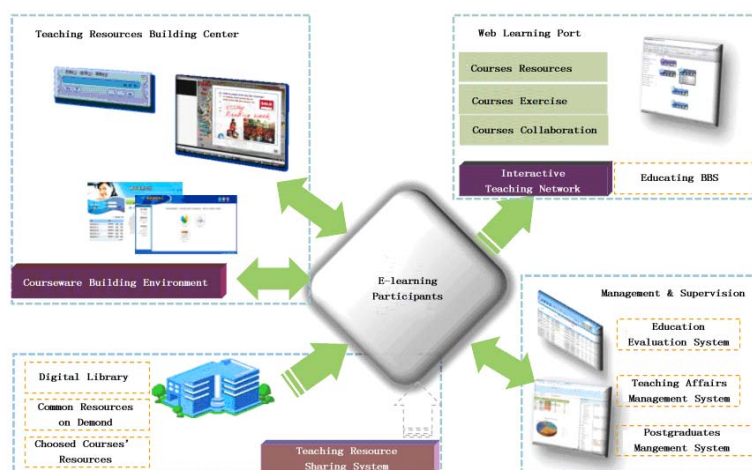 Teaching Resources Building Center
Courseware Building Environment
Web Learning Port
Courses Resources
Courses Exercise
Courses Collaboration
Interactive
Teaching Network
Educating BBS
E-learning
Participants
Management & Supervision
Education
Evaluation System
Teaching Affairs
Management System
Postgraduates
Mangement System
Digital Library
Common Resources
on Demond
Choosed Courses'
Resources
Teaching Resource
Sharing System